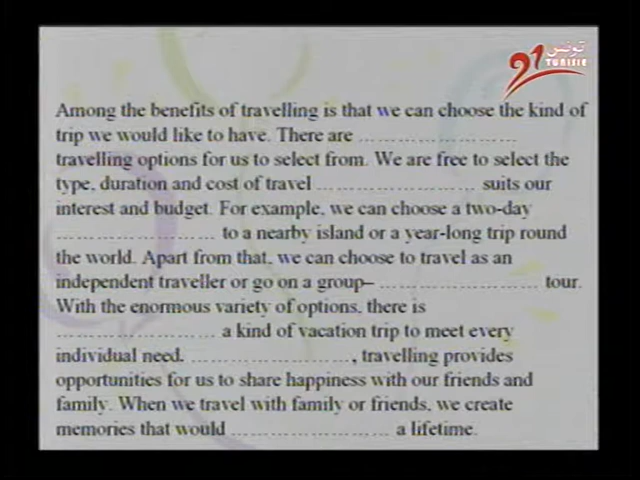 تونس
21
TUNISIE
Among the benefits of travelling is that we can choose the kind of
trip we would like to have. There are ………………………
travelling options for us to select from. We are free to select the
type, duration and cost of travel ……………………… suits our
interest and budget. For example, we can choose a two-day
……………………… to a nearby island or a year-long trip round
the world. Apart from that, we can choose to travel as an
independent traveller or go on a group– ……………………… tour.
With the enormous variety of options, there is
……………………… a kind of vacation trip to meet every
individual need. ………………………, travelling provides
opportunities for us to share happiness with our friends and
family. When we travel with family or friends, we create
memories that would …………………,… a lifetime.